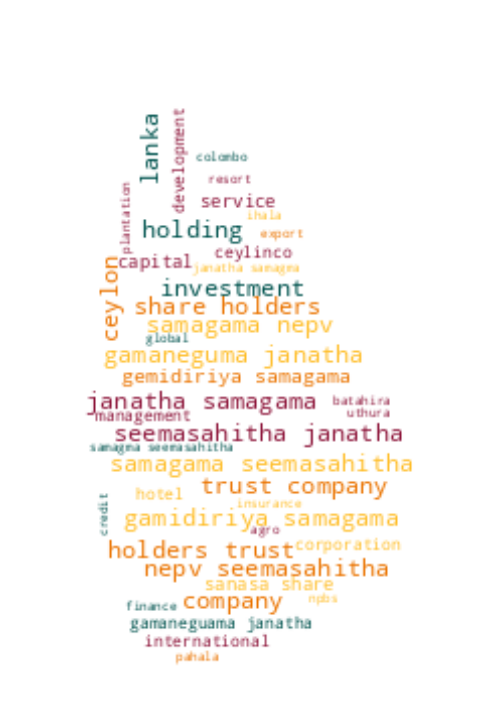 lanka
development
colombo
resort
service
plantation
ihala
holding
export
ceylinco
capital
janatha samagma
ceylon
investment
share holders
samagama nepv
global
gamaneguma janatha
gemidiriya samagama
janatha samagama
batahira
management
uthura
seemasahitha janatha
samagma seemasahitha
samagama seemasahitha
trust company
hotel
credit
insurance
gamidiriya samagama
agro
holders trust
corporation
nepv seemasahitha
sanasa share
finance
company
npbs
gamaneguama janatha
international
pahala